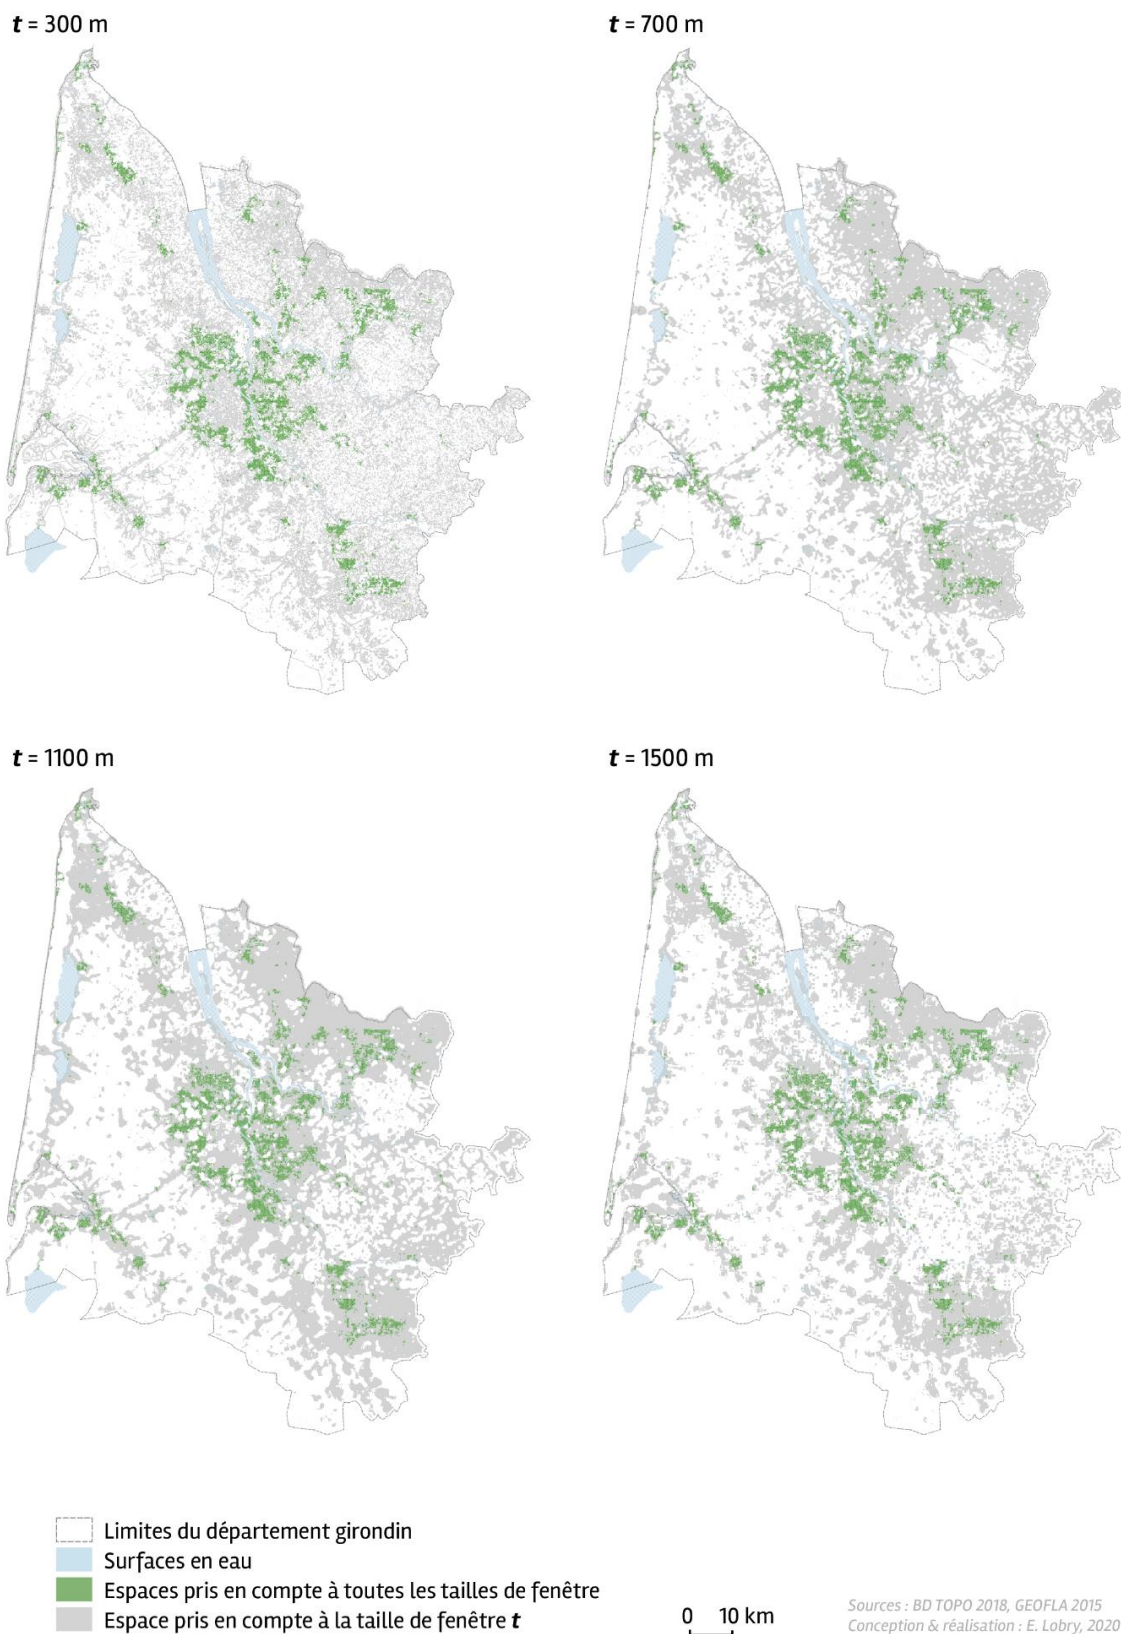 t = 300 m
t = 700 m
t = 1100 m
t = 1500 m
Limites du département girondin
Surfaces en eau
Espaces pris en compte à toutes les tailles de fenêtre
Espace pris en compte à la taille de fenêtre t
0 10 km
Sources : BD TOPO 2018, GEOFLA 2015
Conception & réalisation : E. Lobry, 2020